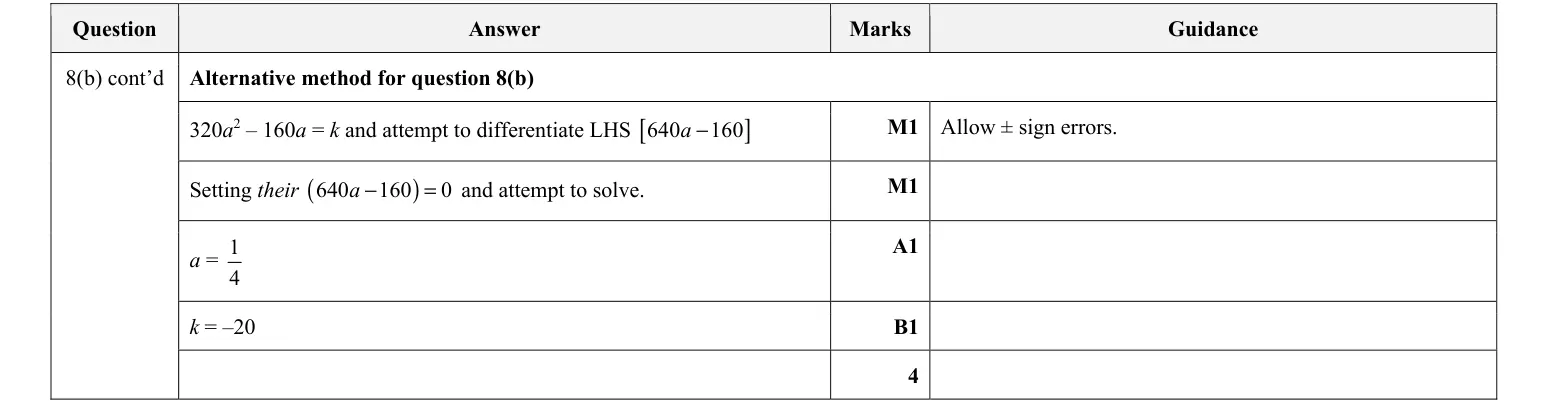 Question Answer Marks Guidance
8(b) cont’d Alternative method for question 8(b)
320a² – 160a = k and attempt to differentiate LHS [640a −160] M1 Allow ± sign errors.
Setting their (640a −160) = 0 and attempt to solve. M1
a = 1/4 A1
k = –20 B1
4